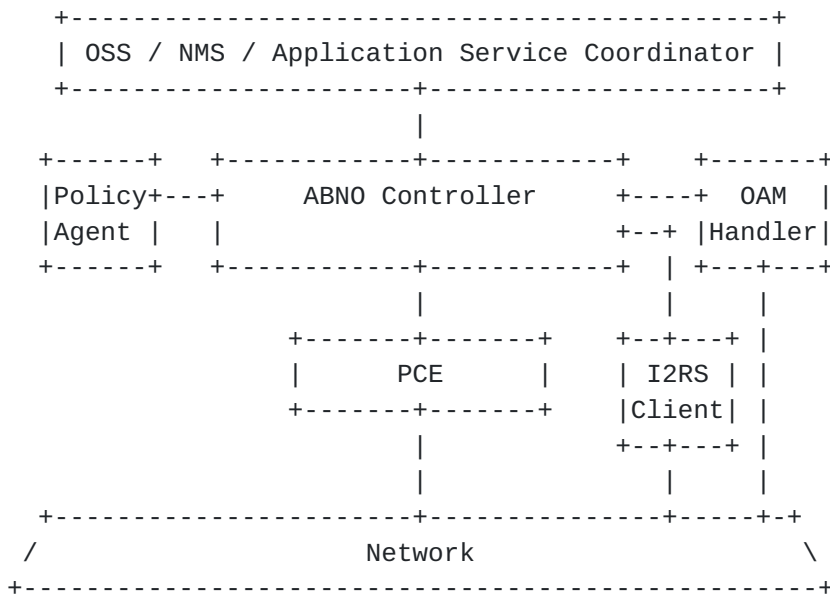 OSS / NMS / Application Service Coordinator
Policy ABNO Controller OAM
Agent Handler
PCE I2RS
Client
Network